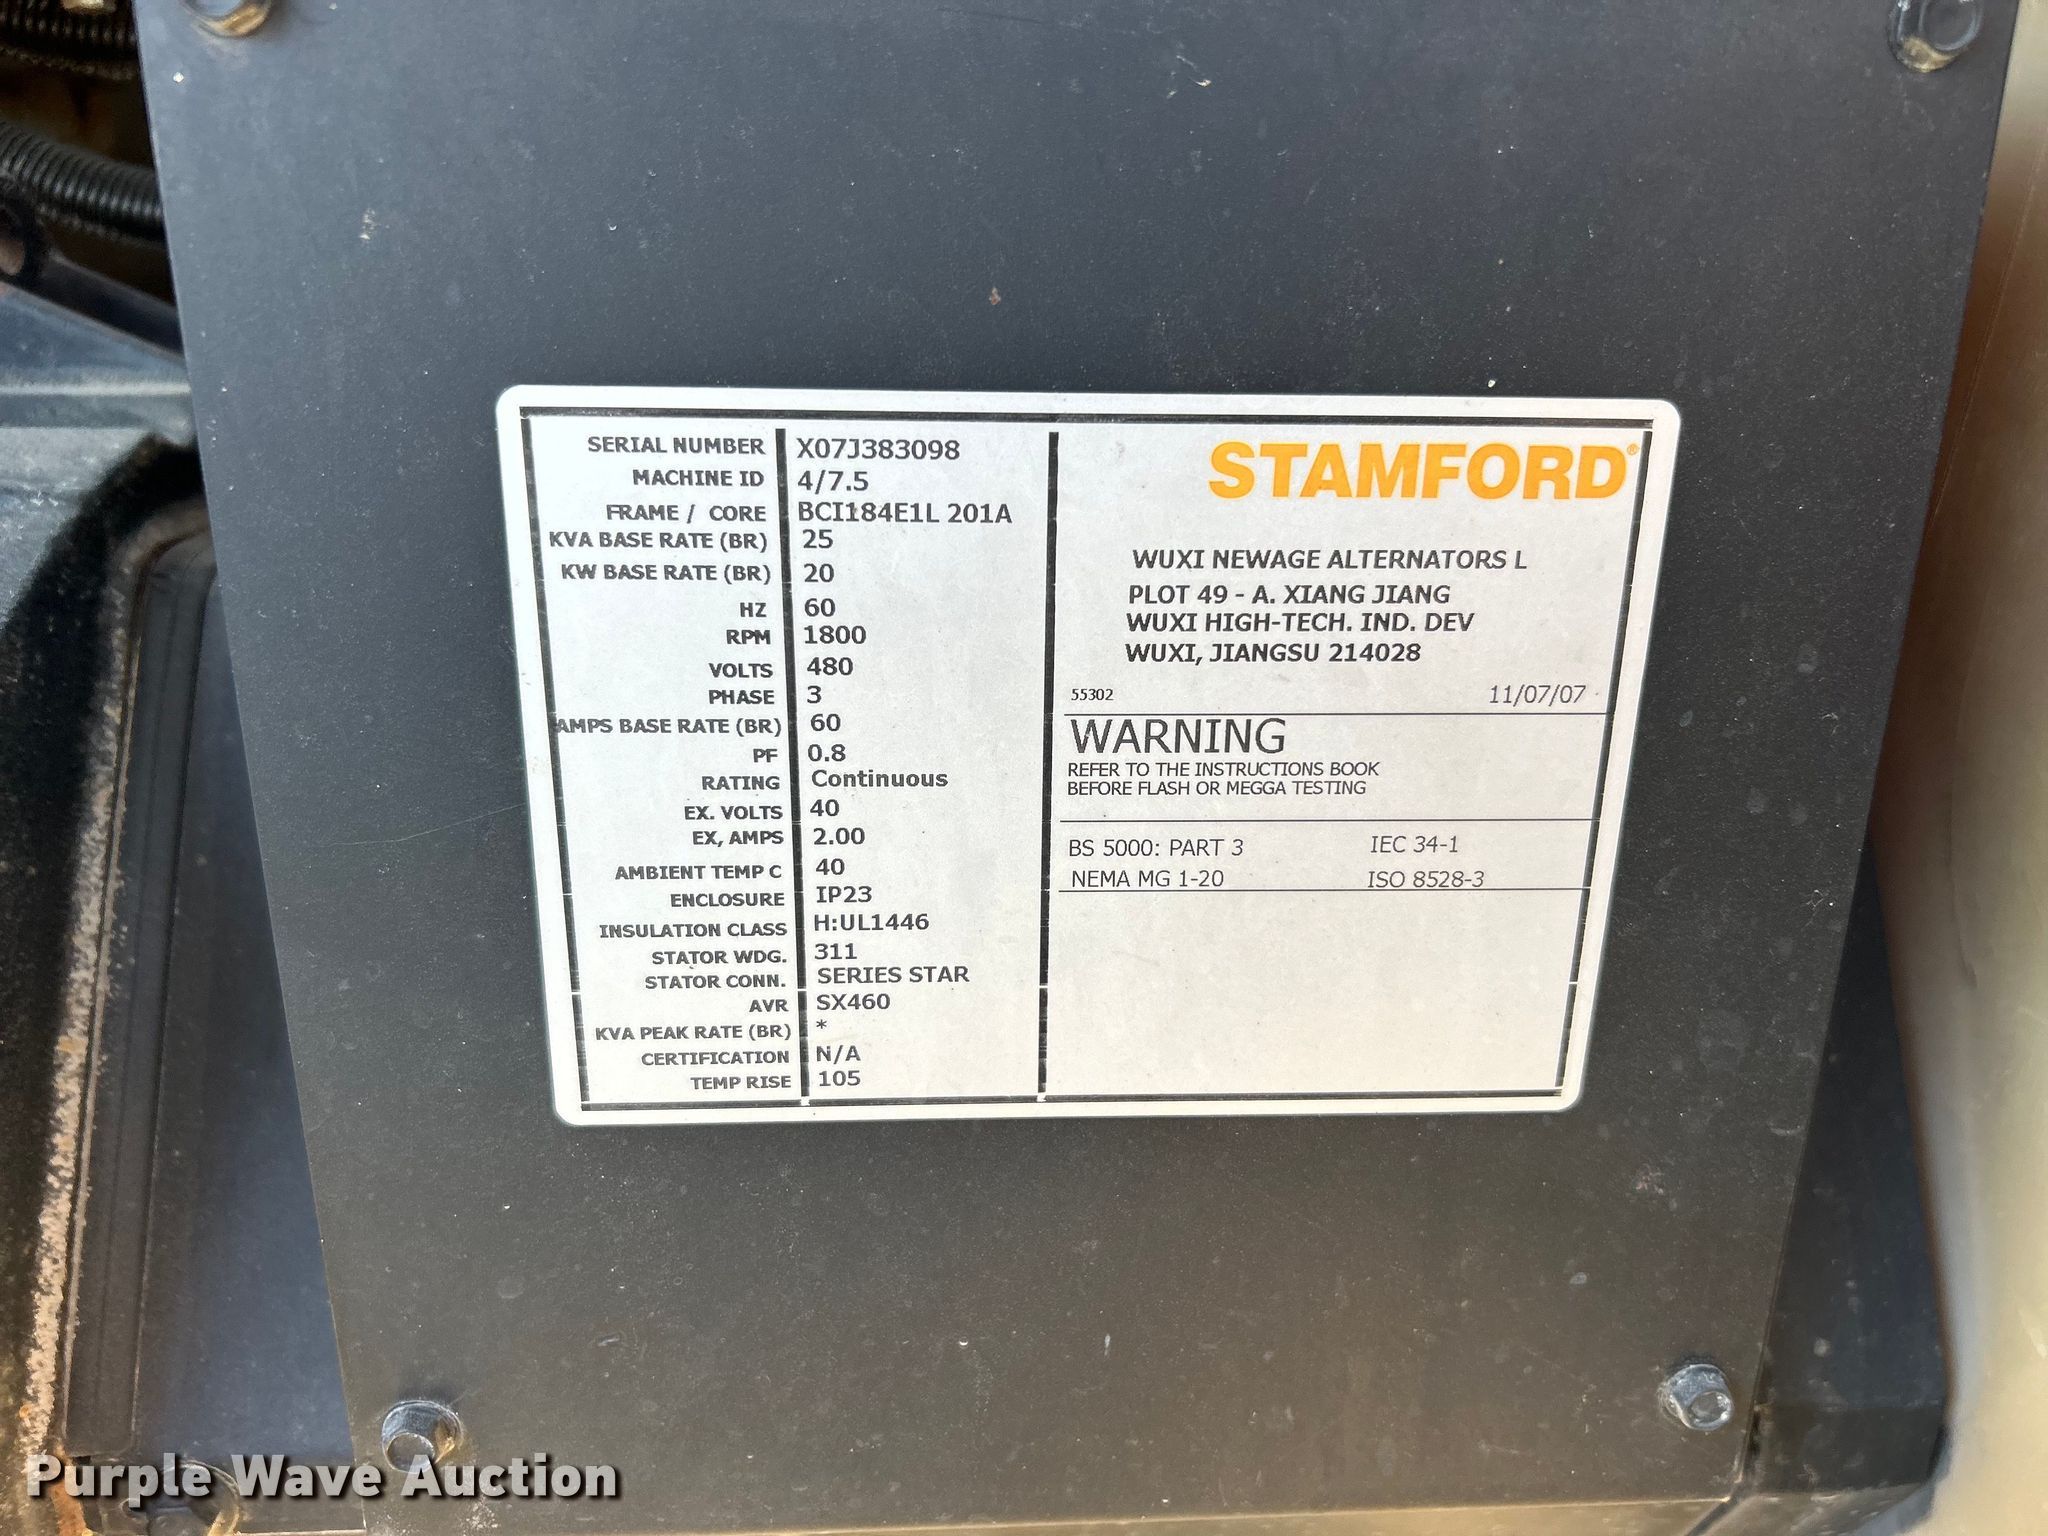 SERIAL NUMBER X07J383098
MACHINE ID 4/7.5
FRAME / CORE BCI184E1L 201A
KVA BASE RATE (BR) 25
KW BASE RATE (BR) 20
HZ 60
RPM 1800
VOLTS 480
PHASE 3
AMPS BASE RATE (BR) 60
PF 0.8
RATING Continuous
EX. VOLTS 40
EX, AMPS 2.00
AMBIENT TEMP C 40
ENCLOSURE IP23
INSULATION CLASS H:UL1446
STATOR WDG. 311
STATOR CONN. SERIES STAR
AVR SX460
KVA PEAK RATE (BR) *
CERTIFICATION N/A
TEMP RISE 105
STAMFORD®
WUXI NEWAGE ALTERNATORS L
PLOT 49 - A. XIANG JIANG
WUXI HIGH-TECH. IND. DEV
WUXI, JIANGSU 214028
55302 11/07/07
WARNING
REFER TO THE INSTRUCTIONS BOOK
BEFORE FLASH OR MEGGA TESTING
BS 5000: PART 3 IEC 34-1
NEMA MG 1-20 ISO 8528-3
Purple Wave Auction